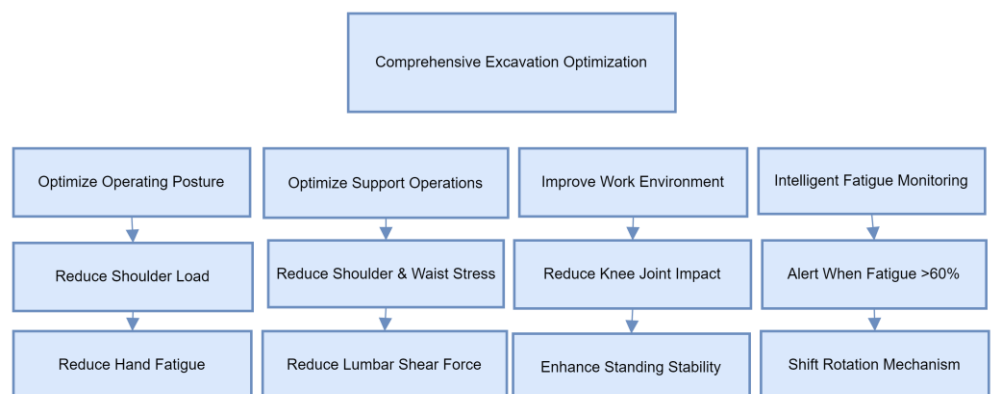 Comprehensive Excavation Optimization
Optimize Operating Posture
Optimize Support Operations
Improve Work Environment
Intelligent Fatigue Monitoring
Reduce Shoulder Load
Reduce Shoulder & Waist Stress
Reduce Knee Joint Impact
Alert When Fatigue >60%
Reduce Hand Fatigue
Reduce Lumbar Shear Force
Enhance Standing Stability
Shift Rotation Mechanism